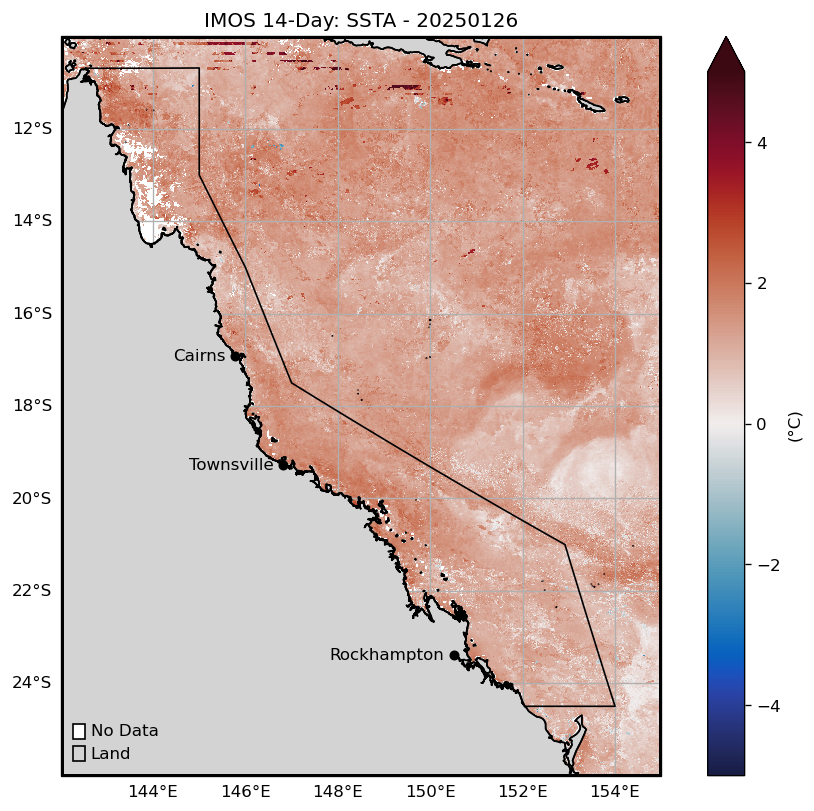 IMOS 14-Day: SSTA - 20250126
12°S
14°S
16°S
18°S
20°S
22°S
24°S
Cairns
Townsville
Rockhampton
No Data
Land
144°E
146°E
148°E
150°E
152°E
154°E
4
2
0
−2
−4
(°C)